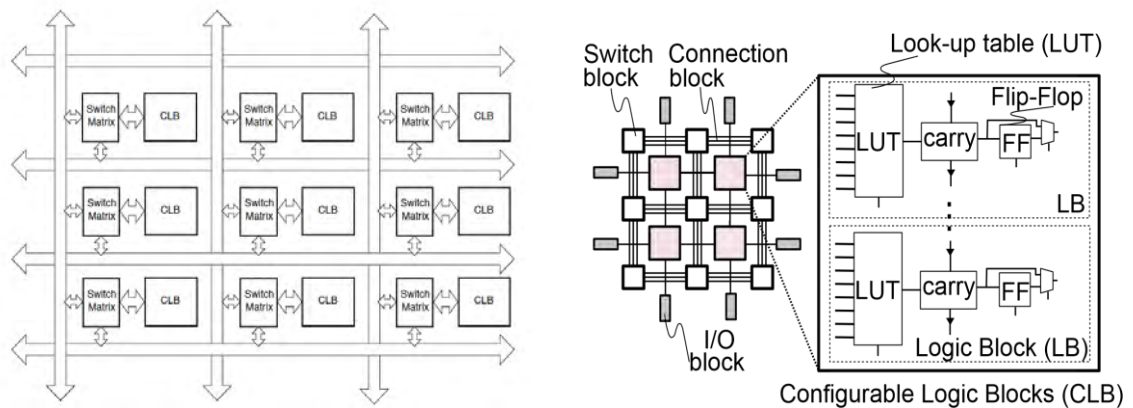 Switch
Matrix
CLB
Switch
Matrix
CLB
Switch
Matrix
CLB
Switch
Matrix
CLB
Switch
Matrix
CLB
Switch
Matrix
CLB
Switch
Matrix
CLB
Switch
Matrix
CLB
Switch
Matrix
CLB
Switch
block
Connection
block
I/O
block
Look-up table (LUT)
Flip-Flop
LUT
carry
FF
LB
LUT
carry
FF
Logic Block (LB)
Configurable Logic Blocks (CLB)